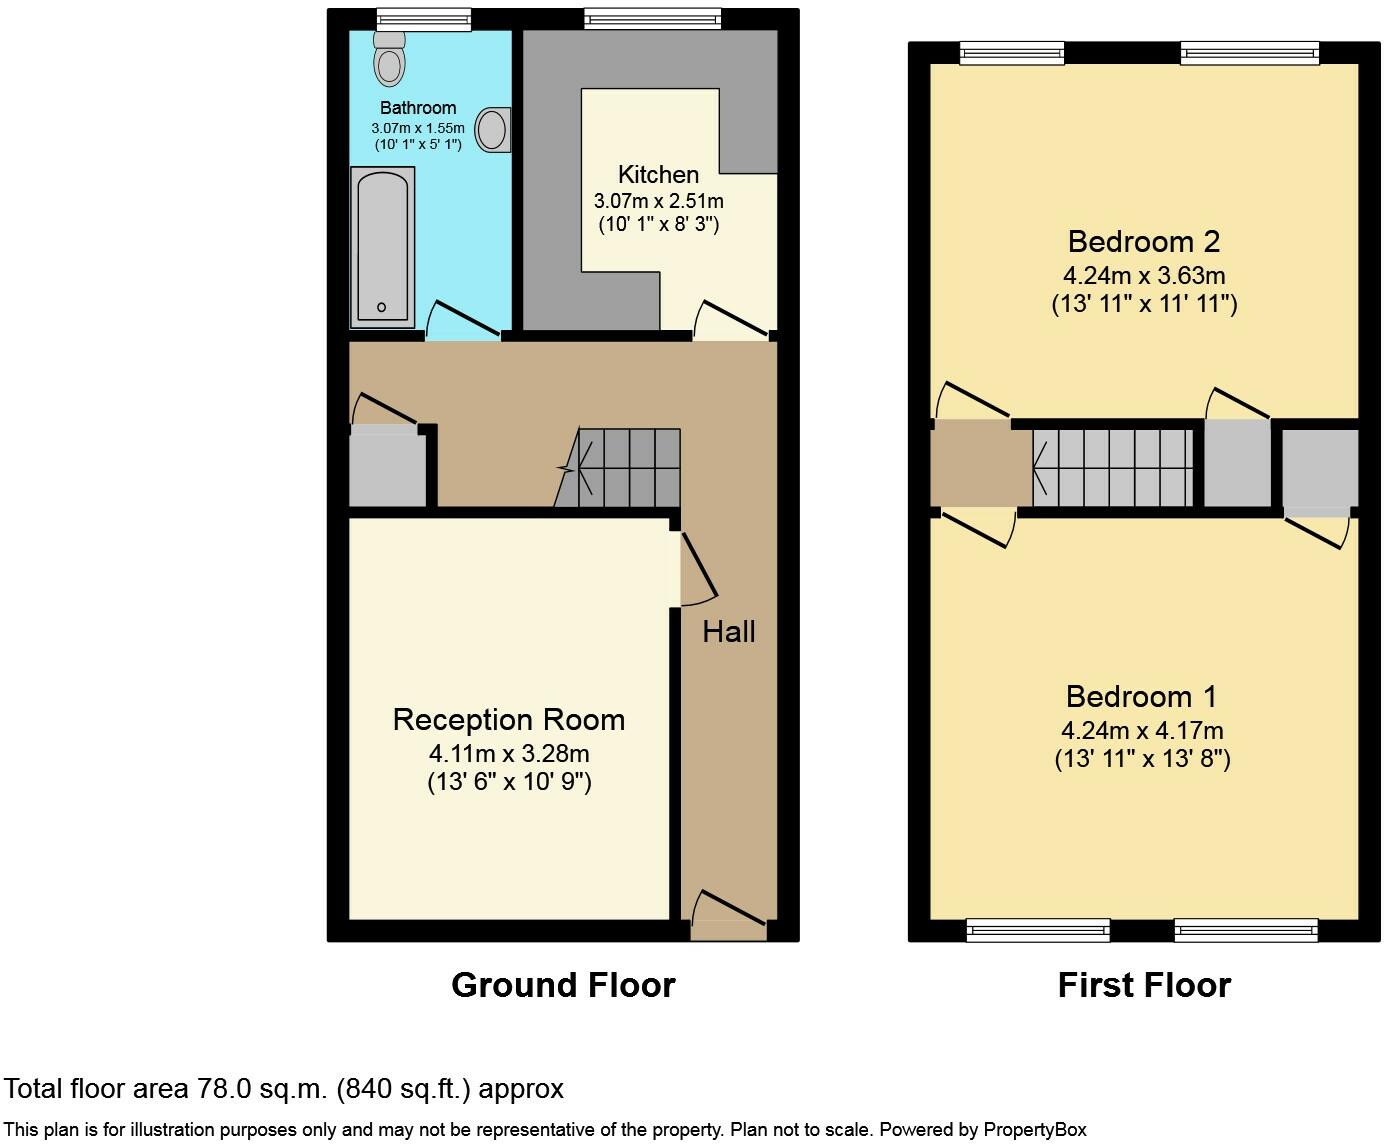 Bathroom
3.07m x 1.55m
(10' 1" x 5' 1")
Kitchen
3.07m x 2.51m
(10' 1" x 8' 3")
Hall
Reception Room
4.11m x 3.28m
(13' 6" x 10' 9")
Ground Floor
Bedroom 2
4.24m x 3.63m
(13' 11" x 11' 11")
Bedroom 1
4.24m x 4.17m
(13' 11" x 13' 8")
First Floor
Total floor area 78.0 sq.m. (840 sq.ft.) approx
This plan is for illustration purposes only and may not be representative of the property. Plan not to scale. Powered by PropertyBox